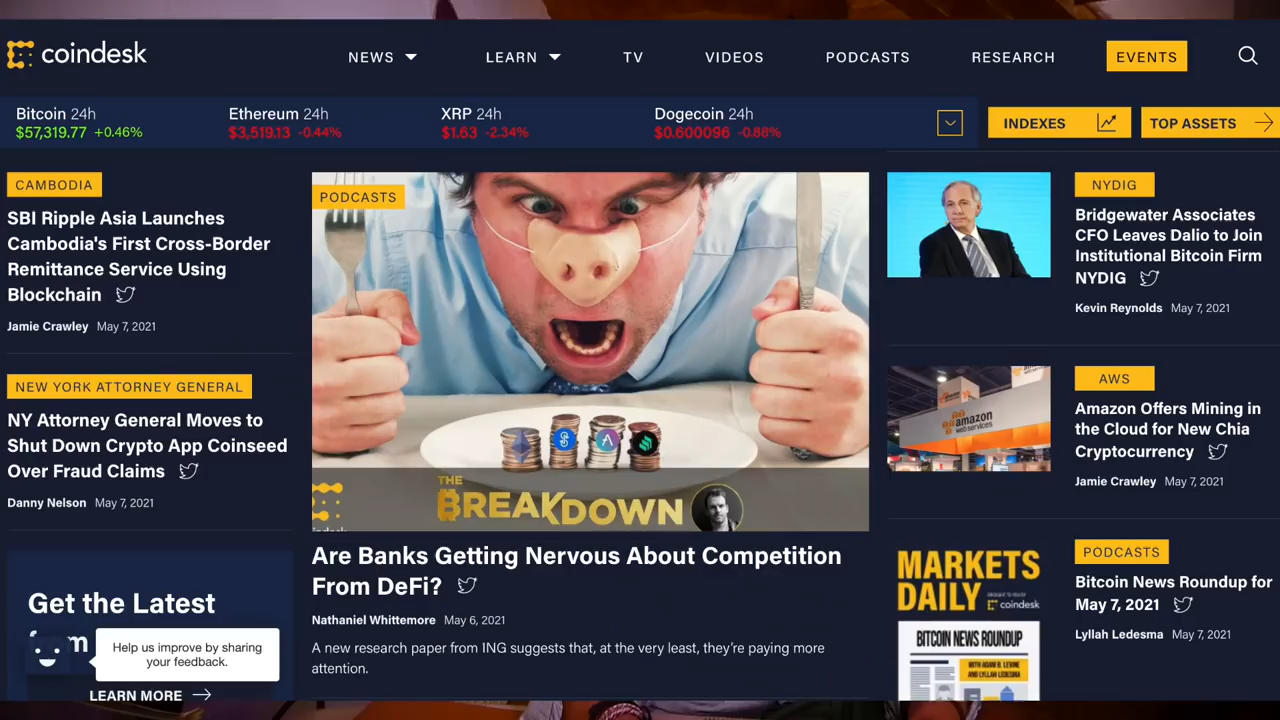 coindesk
NEWS
LEARN
TV
VIDEOS
PODCASTS
RESEARCH
EVENTS
Bitcoin 24h
$57,319.77 +0.46%
Ethereum 24h
$3,519.13 -0.44%
XRP 24h
$1.63 -2.34%
Dogecoin 24h
$0.600096 -0.88%
INDEXES
TOP ASSETS
CAMBODIA
SBI Ripple Asia Launches
Cambodia's First Cross-Border
Remittance Service Using
Blockchain
Jamie Crawley May 7, 2021
NEW YORK ATTORNEY GENERAL
NY Attorney General Moves to
Shut Down Crypto App Coinseed
Over Fraud Claims
Danny Nelson May 7, 2021
Get the Latest
Help us improve by sharing
your feedback.
LEARN MORE
PODCASTS
THE
BREAKDOWN
Are Banks Getting Nervous About Competition
From DeFi?
Nathaniel Whittemore May 6, 2021
A new research paper from ING suggests that, at the very least, they're paying more
attention.
NYDIG
Bridgewater Associates
CFO Leaves Dalio to Join
Institutional Bitcoin Firm
NYDIG
Kevin Reynolds May 7, 2021
amazon
web services
AWS
Amazon Offers Mining in
the Cloud for New Chia
Cryptocurrency
Jamie Crawley May 7, 2021
MARKETS
DAILY
coindesk
BITCOIN NEWS ROUNDUP
WITH ADAM B. LEVINE
AND LYLLAH LEDESMA
PODCASTS
Bitcoin News Roundup for
May 7, 2021
Lyllah Ledesma May 7, 2021